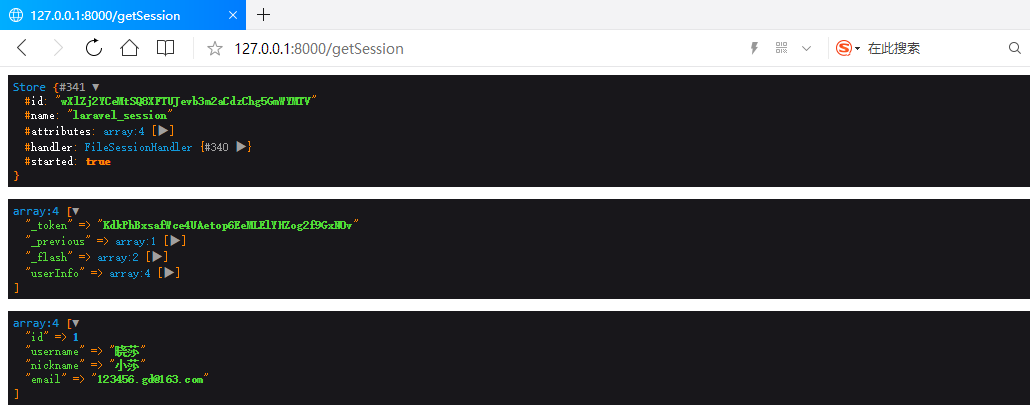 127.0.0.1:8000/getSession
127.0.0.1:8000/getSession 在此搜索
Store {#341 ▼
#id: "wXlZj2YCeMtSQ8XFTUJevb3m2aCdzChg5GmWYMTV"
#name: "laravel_session"
#attributes: array:4 [▶]
#handler: FileSessionHandler {#340 ▶}
#started: true
}
array:4 [▼
"_token" => "KdkPhBxsafWce4UAetop6EeMLElYHZog2f9GxNOv"
"_previous" => array:1 [▶]
"_flash" => array:2 [▶]
"userInfo" => array:4 [▶]
]
array:4 [▼
"id" => 1
"username" => "晓莎"
"nickname" => "小莎"
"email" => "123456.gd@163.com"
]